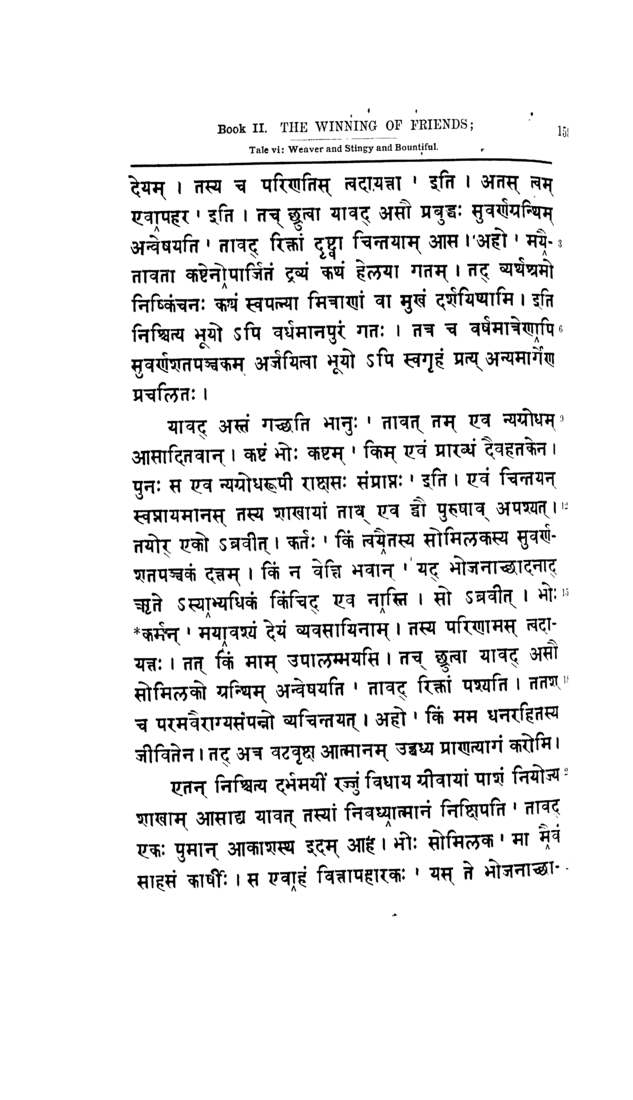 Book II. THE WINNING OF FRIENDS;
Tale vi: Weaver and Stingy and Bountiful.
देयम् । तस्य च परिणतिस् त्वदायत्ता ' इति । अतस् त्वम्
एवापहर ' इति । तच् छ्रुत्वा यावद् असौ प्रबुद्धः सुवर्णग्रन्थिम्
अन्वेषयति ' तावद् रिक्तां दृष्ट्वा चिन्तयाम् आस । अहो ' मयै- 3
तावता कष्टेनोपार्जितं द्रव्यं कथं हेलया गतम् । तद् व्यर्थश्रमो
निष्किंचनः कथं स्वपत्न्या मित्राणां वा मुखं दर्शयिष्यामि । इति
निश्चित्य भूयो ऽपि वर्धमानपुरं गतः । तत्र च वर्षमात्रेणापि 6
सुवर्णशतपञ्चकम् अर्जयित्वा भूयो ऽपि स्वगृहं प्रत्य् अन्यमार्गेण
प्रचलितः ।
यावद् अस्तं गच्छति भानुः ' तावत् तम् एव न्यग्रोधम् 9
आसादितवान् । कष्टं भोः कष्टम् ' किम् एवं प्रारब्धं दैवहतकेन ।
पुनः स एव न्यग्रोधरूपी राक्षसः संप्राप्तः ' इति । एवं चिन्तयन्
स्वप्नायमानस् तस्य शाखायां ताव् एव द्वौ पुरुषाव् अपश्यत् । 12
तयोर् एको ऽब्रवीत् । कर्तः ' किं त्वयैतस्य सोमिलकस्य सुवर्ण-
शतपञ्चकं दत्तम् । किं न वेत्ति भवान् ' यद् भोजनाच्छादनाद्
ऋते ऽस्याभ्यधिकं किंचिद् एव नास्ति । सो ऽब्रवीत् । भोः 15
*कर्मन् ' मयावश्यं देयं व्यवसायिनाम् । तस्य परिणामस् त्वदा-
यत्तः । तत् किं माम् उपालम्भयसि । तच् छ्रुत्वा यावद् असौ
सोमिलको ग्रन्थिम् अन्वेषयति ' तावद् रिक्तां पश्यति । ततश् 18
च परमवैराग्यसंपन्नो व्यचिन्तयत् । अहो ' किं मम धनरहितस्य
जीवितेन । तद् अत्र वटवृक्ष आत्मानम् उद्बध्य प्राणत्यागं करोमि ।
एतन् निश्चित्य दर्भमयीं रज्जुं विधाय ग्रीवायां पाशं नियोज्य
शाखाम् आसाद्य यावत् तस्यां निबध्यात्मानं निक्षिपति ' तावद्
एकः पुमान् आकाशस्थ इदम् आह । भोः सोमिलक ' मा मैवं
साहसं कार्षीः । स एवाहं वित्तापहारकः ' यस् ते भोजनाच्छा-